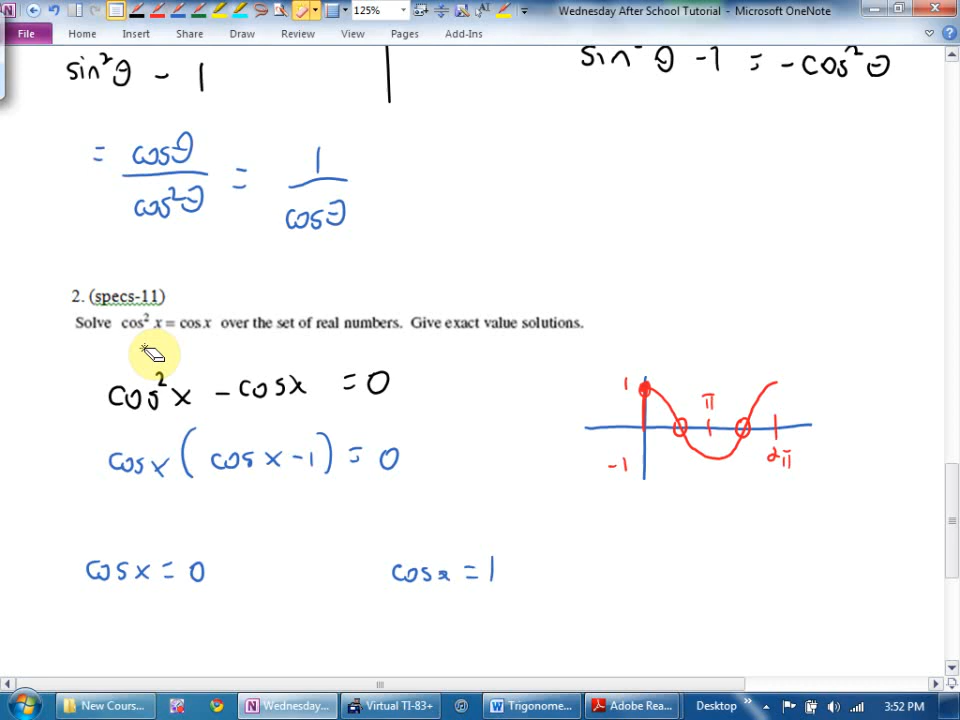 125%
Wednesday After School Tutorial - Microsoft OneNote
File Home Insert Share Draw Review View Pages Add-Ins
sin²θ - 1
sin²θ - 1 = -cos²θ
= cosθ / cos²θ = 1 / cosθ
2. (specs-11)
Solve cos² x = cos x over the set of real numbers. Give exact value solutions.
cos²x - cosx = 0
cosx ( cosx - 1 ) = 0
1
π
-1
2π
cosx = 0
cosx = 1
New Cours...
Wednesday...
Virtual TI-83+
Trigonome...
Adobe Rea...
Desktop
»
3:52 PM